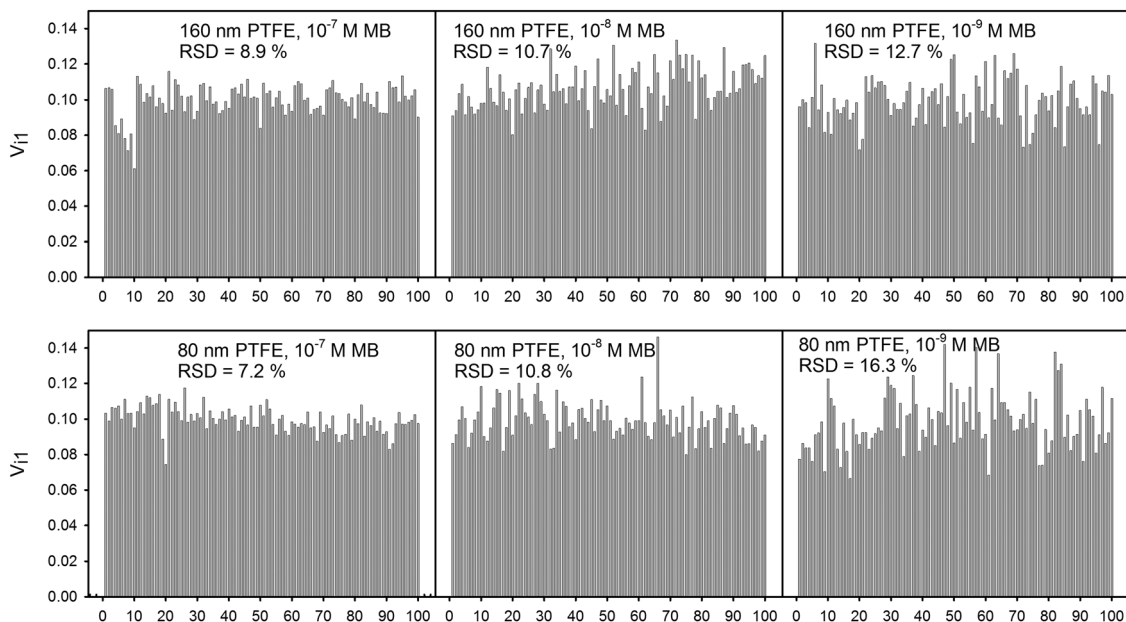 160 nm PTFE, 10⁻⁷ M MB
RSD = 8.9 %
160 nm PTFE, 10⁻⁸ M MB
RSD = 10.7 %
160 nm PTFE, 10⁻⁹ M MB
RSD = 12.7 %
0.14
0.12
0.10
0.08
0.06
0.04
0.02
0.00
Vi1
0 10 20 30 40 50 60 70 80 90 100
0 10 20 30 40 50 60 70 80 90 100
0 10 20 30 40 50 60 70 80 90 100
80 nm PTFE, 10⁻⁷ M MB
RSD = 7.2 %
80 nm PTFE, 10⁻⁸ M MB
RSD = 10.8 %
80 nm PTFE, 10⁻⁹ M MB
RSD = 16.3 %
0.14
0.12
0.10
0.08
0.06
0.04
0.02
0.00
Vi1
0 10 20 30 40 50 60 70 80 90 100
0 10 20 30 40 50 60 70 80 90 100
0 10 20 30 40 50 60 70 80 90 100